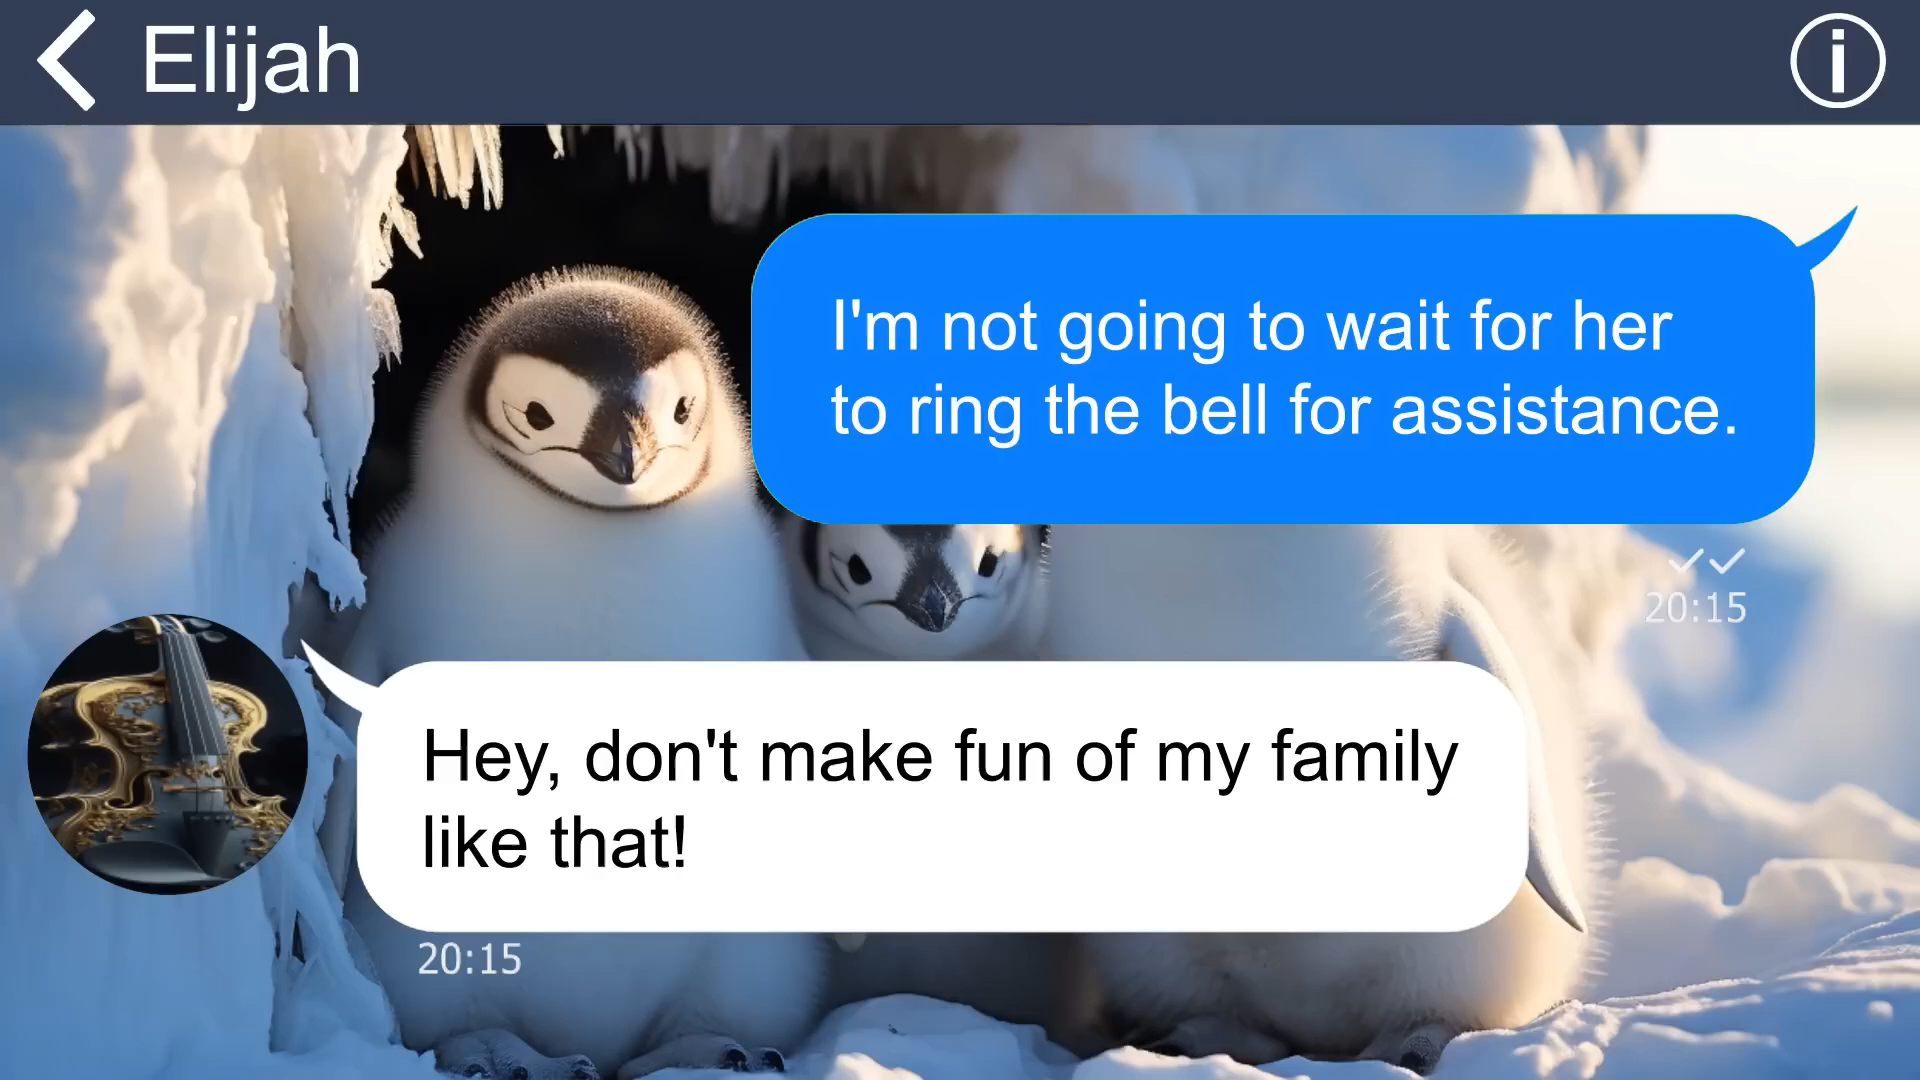 Elijah
I'm not going to wait for her
to ring the bell for assistance.
20:15
Hey, don't make fun of my family
like that!
20:15